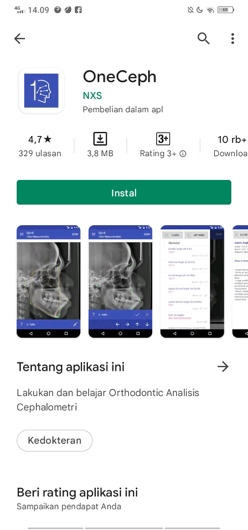 4G 14.09
OneCeph
NXS
Pembelian dalam apl
4,7★
329 ulasan
3,8 MB
3+
Rating 3+
10 rb+
Downloa
Instal
Tentang aplikasi ini
Lakukan dan belajar Orthodontic Analisis
Cephalometri
Kedokteran
Beri rating aplikasi ini
Sampaikan pendapat Anda